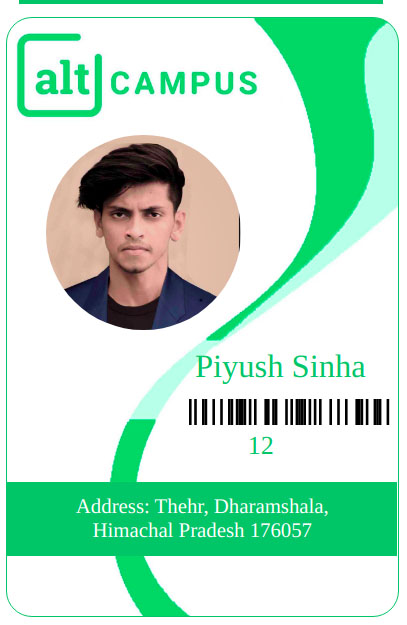 alt CAMPUS
Piyush Sinha
12
Address: Thehr, Dharamshala,
Himachal Pradesh 176057